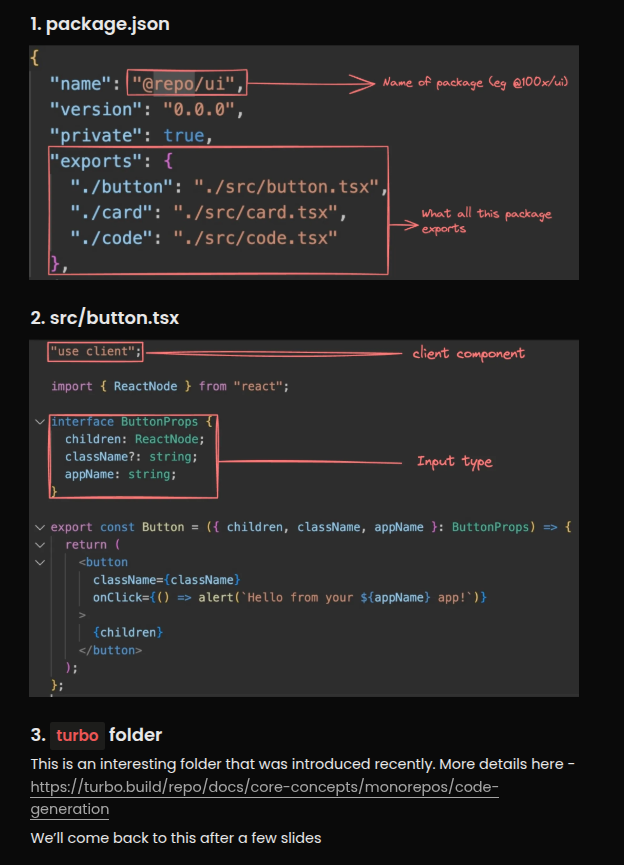 1. package.json
{
"name": "@repo/ui",
Name of package (eg @100x/ui)
"version": "0.0.0",
"private": true,
"exports": {
"./button": "./src/button.tsx",
"./card": "./src/card.tsx",
What all this package
exports
"./code": "./src/code.tsx"
},
2. src/button.tsx
"use client";
client component
import { ReactNode } from "react";
interface ButtonProps {
children: ReactNode;
className?: string;
Input type
appName: string;
}
export const Button = ({ children, className, appName }: ButtonProps) => {
return (
<button
className={className}
onClick={() => alert(`Hello from your ${appName} app!`)}
>
{children}
</button>
);
};
3. turbo folder
This is an interesting folder that was introduced recently. More details here -
https://turbo.build/repo/docs/core-concepts/monorepos/code-
generation
We’ll come back to this after a few slides